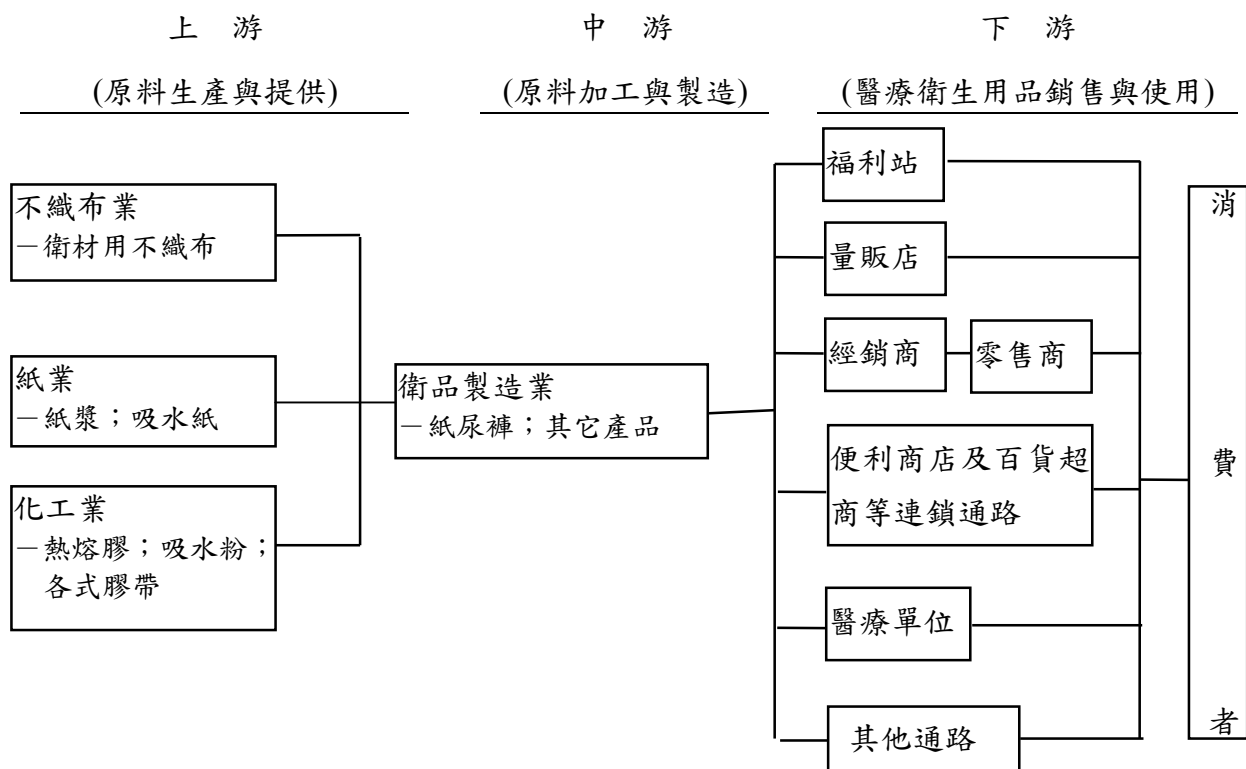 上 游
中 游
下 游
(原料生產與提供)
(原料加工與製造)
(醫療衛生用品銷售與使用)
不織布業
－衛材用不織布
紙業
－紙漿；吸水紙
化工業
－熱熔膠；吸水粉；
各式膠帶
衛品製造業
－紙尿褲；其它產品
福利站
量販店
經銷商
零售商
便利商店及百貨超
商等連鎖通路
醫療單位
其他通路
消
費
者